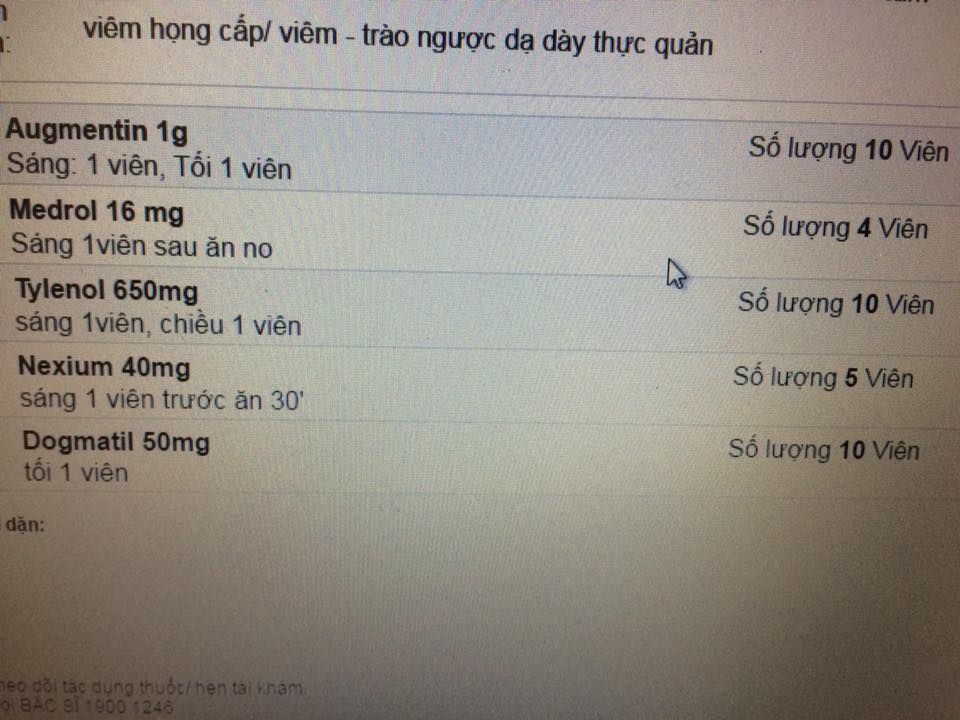 viêm họng cấp/ viêm - trào ngược dạ dày thực quản
Augmentin 1g
Số lượng 10 Viên
Sáng: 1 viên, Tối 1 viên
Medrol 16 mg
Số lượng 4 Viên
Sáng 1viên sau ăn no
Tylenol 650mg
Số lượng 10 Viên
sáng 1viên, chiều 1 viên
Nexium 40mg
Số lượng 5 Viên
sáng 1 viên trước ăn 30'
Dogmatil 50mg
Số lượng 10 Viên
tối 1 viên
dặn:
heo dõi tác dụng thuốc/ hẹn tái khám
ọi BÁC SĨ 1900 1246